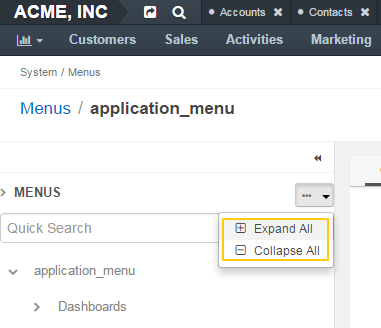 ACME, INC
Accounts ✖
Contacts ✖
Customers Sales Activities Marketing
System / Menus
Menus / application_menu
MENUS
Quick Search
Expand All
Collapse All
application_menu
Dashboards